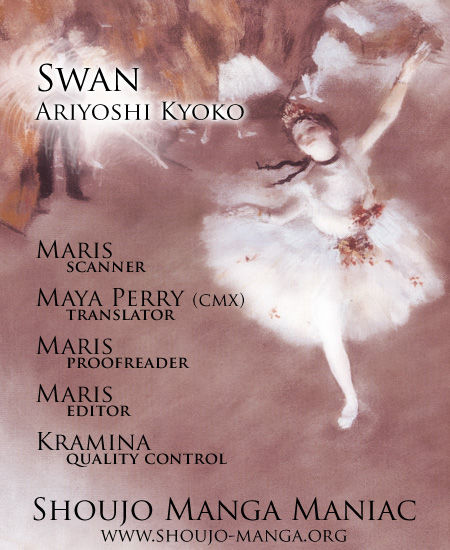 Swan
Ariyoshi Kyoko
Maris
scanner
Maya Perry (CMX)
translator
Maris
proofreader
Maris
editor
Kramina
quality control
Shoujo Manga Maniac
www.shoujo-manga.org